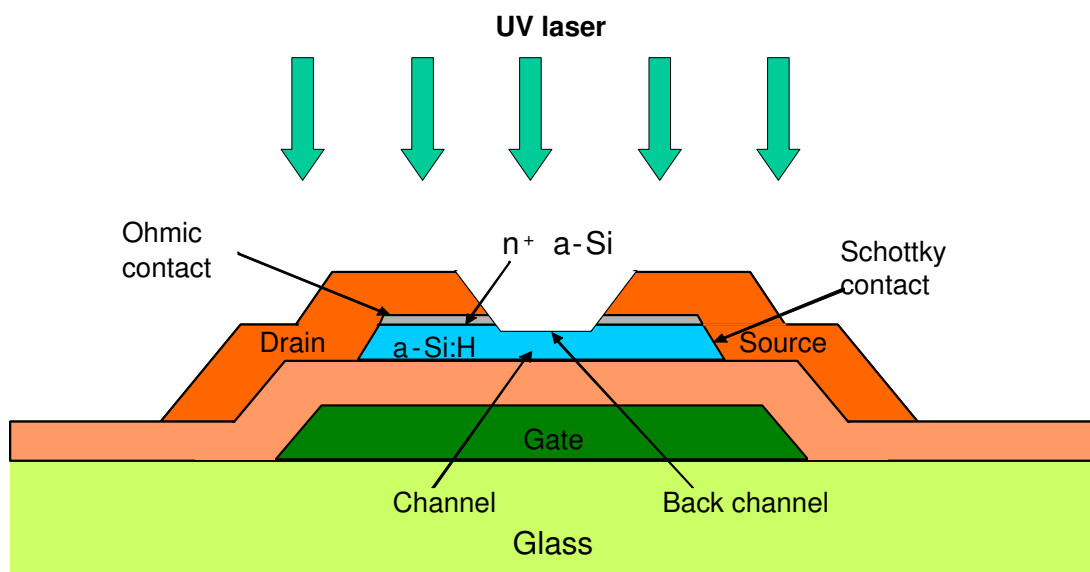 UV laser
Ohmic
contact
n+ a-Si
Schottky
contact
Drain
a-Si:H
Source
Gate
Channel
Back channel
Glass